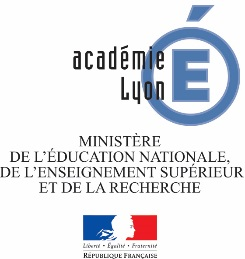 académie
Lyon
É
MINISTÈRE
DE L'ÉDUCATION NATIONALE,
DE L'ENSEIGNEMENT SUPÉRIEUR
ET DE LA RECHERCHE
Liberté • Égalité • Fraternité
RÉPUBLIQUE FRANÇAISE